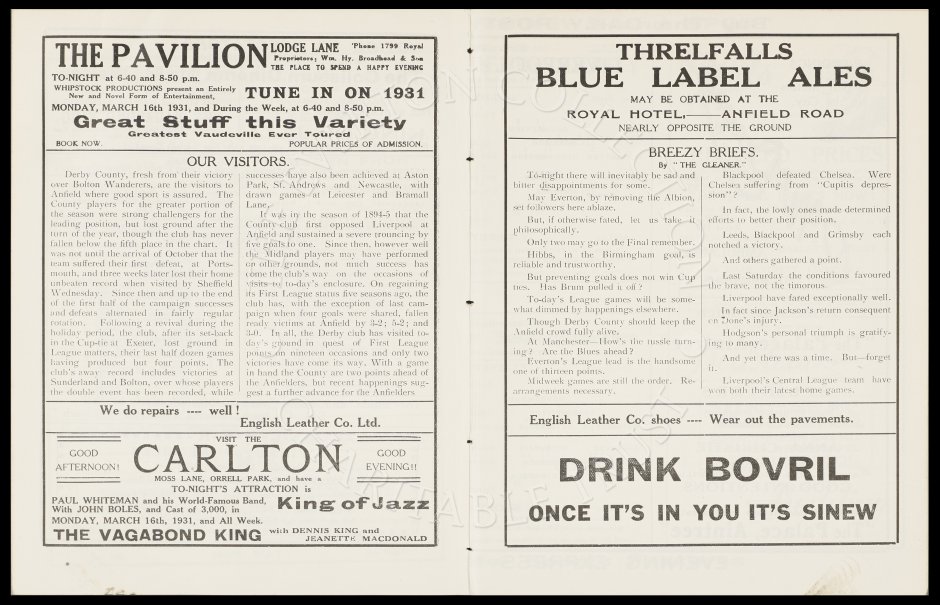 THE PAVILION
LODGE LANE 'Phone 1799 Royal
Proprietors; Wm. Hy. Broadhead & Son
THE PLACE TO SPEND A HAPPY EVENING
TO-NIGHT at 6-40 and 8-50 p.m.
WHIPSTOCK PRODUCTIONS present an Entirely
New and Novel Form of Entertainment,
TUNE IN ON 1931
MONDAY, MARCH 16th 1931, and During the Week, at 6-40 and 8-50 p.m.
Great Stuff this Variety
Greatest Vaudeville Ever Toured
BOOK NOW. POPULAR PRICES OF ADMISSION.
OUR VISITORS.
Derby County, fresh from their victory
over Bolton Wanderers, are the visitors to
Anfield where good sport is assured. The
County players for the greater portion of
the season were strong challengers for the
leading position, but lost ground after the
turn of the year, though the club has never
fallen below the fifth place in the chart. It
was not until the arrival of October that the
team suffered their first defeat, at Ports-
mouth, and three weeks later lost their home
unbeaten record when visited by Sheffield
Wednesday. Since then and up to the end
of the first half of the campaign successes
and defeats alternated in fairly regular
rotation. Following a revival during the
holiday period, the club, after its set-back
in the Cup-tie at Exeter, lost ground in
League matters, their last half dozen games
having produced but four points. The
club's away record includes victories at
Sunderland and Bolton, over whose players
the double event has been recorded, while
successes have also been achieved at Aston
Park, St. Andrews and Newcastle, with
drawn games at Leicester and Bramall
Lane.
It was in the season of 1894-5 that the
County club first opposed Liverpool at
Anfield and sustained a severe trouncing by
five goals to one. Since then, however well
the Midland players may have performed
on other grounds, not much success has
come the club's way on the occasions of
visits to to-day's enclosure. On regaining
its First League status five seasons ago, the
club has, with the exception of last cam-
paign when four goals were shared, fallen
ready victims at Anfield by 3-2; 5-2; and
3-0. In all, the Derby club has visited to-
day's ground in quest of First League
points on nineteen occasions and only two
victories have come its way. With a game
in hand the County are two points ahead of
the Anfielders, but recent happenings sug-
gest a further advance for the Anfielders
We do repairs ---- well!
English Leather Co. Ltd.
GOOD
AFTERNOON!
VISIT THE
CARLTON
GOOD
EVENING!!
MOSS LANE, ORRELL PARK, and have a
TO-NIGHT'S ATTRACTION is
PAUL WHITEMAN and his World-Famous Band,
With JOHN BOLES, and Cast of 3,000, in
King of Jazz
MONDAY, MARCH 16th, 1931, and All Week.
THE VAGABOND KING with DENNIS KING and
JEANETTE MACDONALD
THRELFALLS
BLUE LABEL ALES
MAY BE OBTAINED AT THE
ROYAL HOTEL,——ANFIELD ROAD
NEARLY OPPOSITE THE GROUND
BREEZY BRIEFS.
By "THE GLEANER."
To-night there will inevitably be sad and
bitter disappointments for some.
May Everton, by removing the Albion,
set followers here ablaze.
But, if otherwise fated, let us take it
philosophically.
Only two may go to the Final remember.
Hibbs, in the Birmingham goal, is
reliable and trustworthy.
But preventing goals does not win Cup
ties. Has Brum pulled it off?
To-day's League games will be some-
what dimmed by happenings elsewhere.
Though Derby County should keep the
Anfield crowd fully alive.
At Manchester—How's the tussle turn-
ing? Are the Blues ahead?
Everton's League lead is the handsome
one of thirteen points.
Midweek games are still the order. Re-
arrangements necessary.
Blackpool defeated Chelsea. Were
Chelsea suffering from "Cupitis depres-
sion"?
In fact, the lowly ones made determined
efforts to better their position.
Leeds, Blackpool and Grimsby each
notched a victory.
And others gathered a point.
Last Saturday the conditions favoured
the brave, not the timorous.
Liverpool have fared exceptionally well.
In fact since Jackson's return consequent
on Done's injury.
Hodgson's personal triumph is gratify-
ing to many.
And yet there was a time. But—forget
it.
Liverpool's Central League team have
won both their latest home games.
English Leather Co. shoes ---- Wear out the pavements.
DRINK BOVRIL
ONCE IT'S IN YOU IT'S SINEW